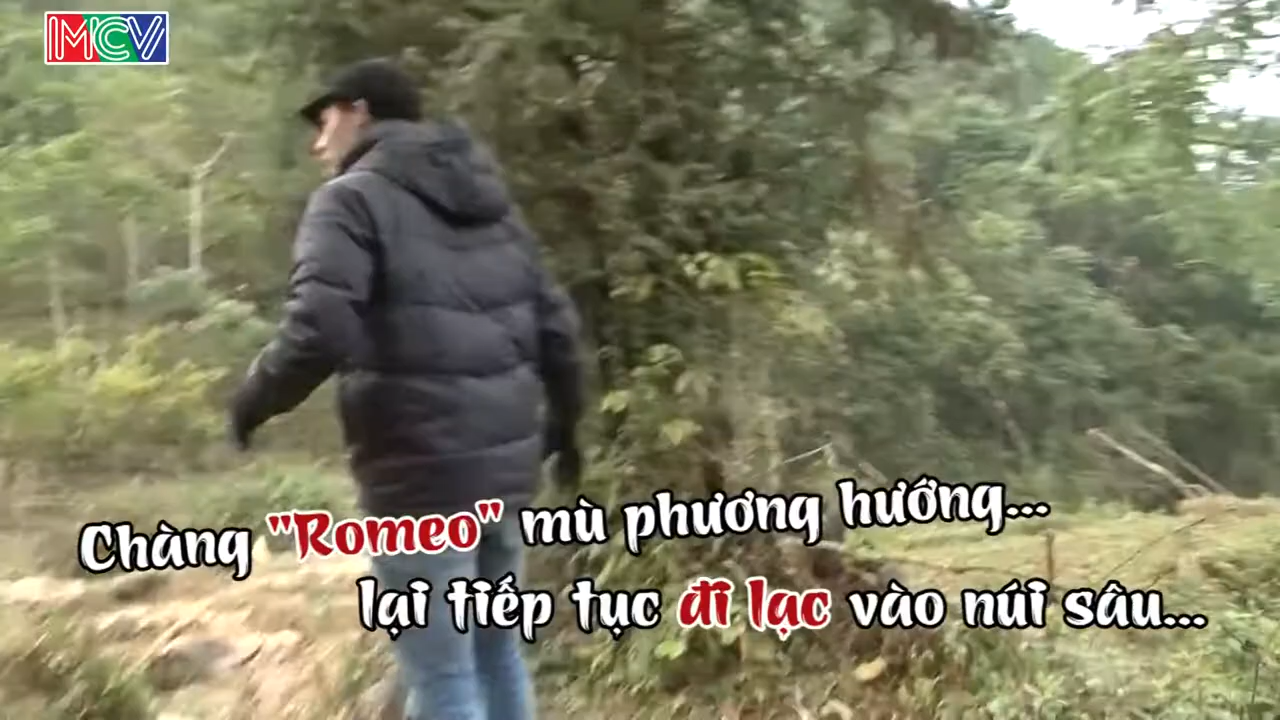 MCV
Chàng "Romeo" mù phương hướng...
lại tiếp tục đi lạc vào núi sâu...